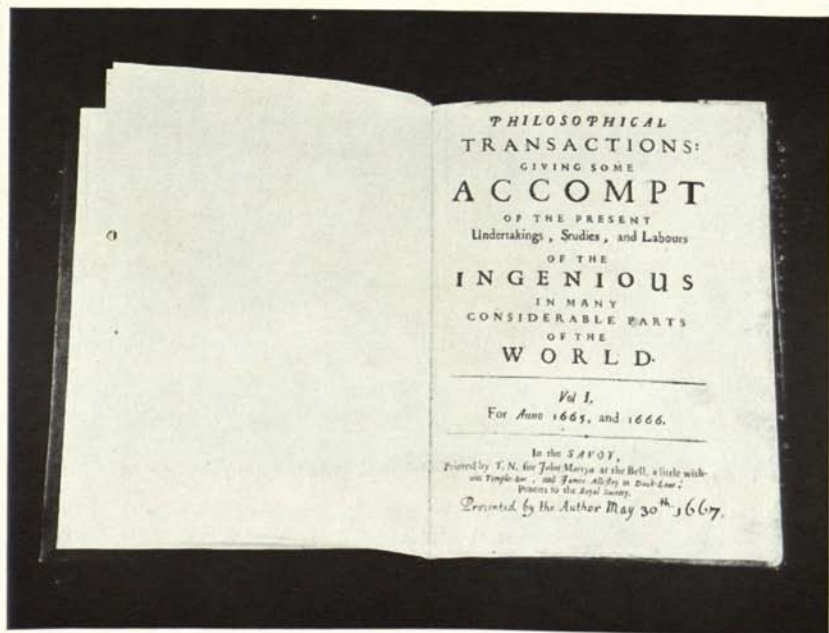 PHILOSOPHICAL
TRANSACTIONS:
GIVING SOME
ACCOMPT
OF THE PRESENT
Undertakings, Studies, and Labours
OF THE
INGENIOUS
IN MANY
CONSIDERABLE PARTS
OF THE
WORLD.
Vol I.
For Anno 1665, and 1666.
In the SAVOY,
Printed by T. N. for John Martyn at the Bell, a little with-
out Temple-Bar, and James Allestry in Duck-Lane;
Printers to the Royal Society.
Presented by the Author May 30th. 1667.